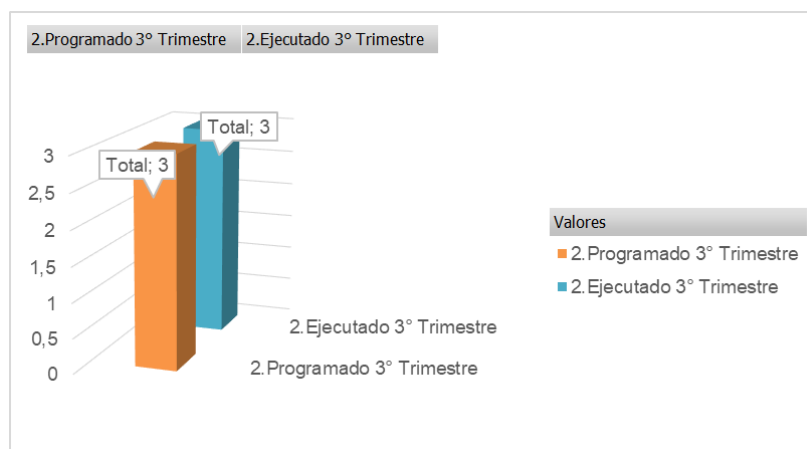 2.Programado 3° Trimestre 2.Ejecutado 3° Trimestre
Total; 3
Total; 3
3
2,5
2
1,5
1
0,5
0
2.Ejecutado 3° Trimestre
2.Programado 3° Trimestre
Valores
2.Programado 3° Trimestre
2.Ejecutado 3° Trimestre